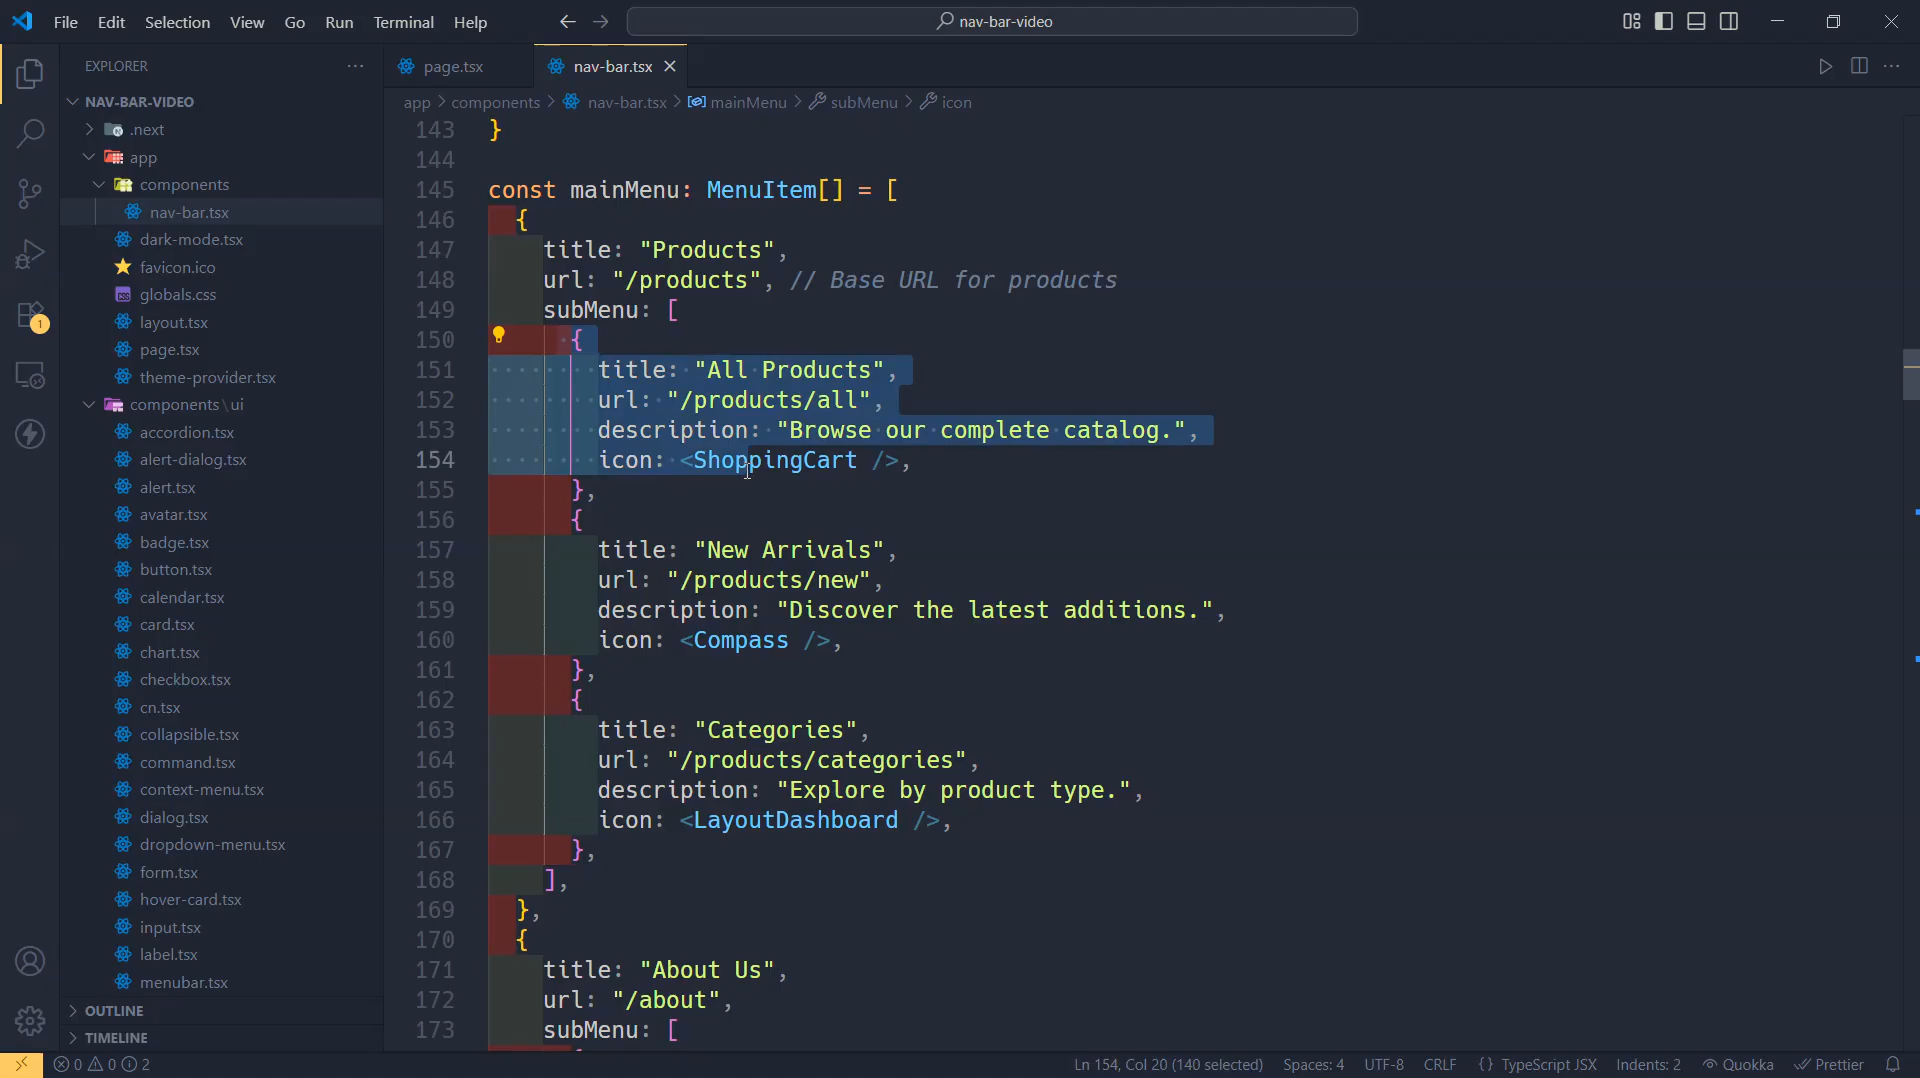 File Edit Selection View Go Run Terminal Help
nav-bar-video
EXPLORER
NAV-BAR-VIDEO
.next
app
components
nav-bar.tsx
dark-mode.tsx
favicon.ico
globals.css
layout.tsx
page.tsx
theme-provider.tsx
components\ui
accordion.tsx
alert-dialog.tsx
alert.tsx
avatar.tsx
badge.tsx
button.tsx
calendar.tsx
card.tsx
chart.tsx
checkbox.tsx
cn.tsx
collapsible.tsx
command.tsx
context-menu.tsx
dialog.tsx
dropdown-menu.tsx
form.tsx
hover-card.tsx
input.tsx
label.tsx
menubar.tsx
OUTLINE
TIMELINE
1
page.tsx nav-bar.tsx
app > components > nav-bar.tsx > mainMenu > subMenu > icon
143 }
144
145 const mainMenu: MenuItem[] = [
146 {
147 title: "Products",
148 url: "/products", // Base URL for products
149 subMenu: [
150 {
151 title: "All Products",
152 url: "/products/all",
153 description: "Browse our complete catalog.",
154 icon: <ShoppingCart />,
155 },
156 {
157 title: "New Arrivals",
158 url: "/products/new",
159 description: "Discover the latest additions.",
160 icon: <Compass />,
161 },
162 {
163 title: "Categories",
164 url: "/products/categories",
165 description: "Explore by product type.",
166 icon: <LayoutDashboard />,
167 },
168 ],
169 },
170 {
171 title: "About Us",
172 url: "/about",
173 subMenu: [
0 0 2 Ln 154, Col 20 (140 selected) Spaces: 4 UTF-8 CRLF {} TypeScript JSX Indents: 2 Quokka Prettier